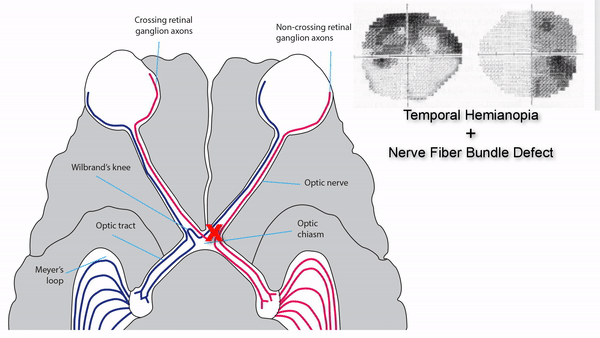 Crossing retinal
ganglion axons
Non-crossing retinal
ganglion axons
Temporal Hemianopia
+
Nerve Fiber Bundle Defect
Wilbrand's knee
Optic nerve
Optic tract
Optic
chiasm
Meyer's
loop